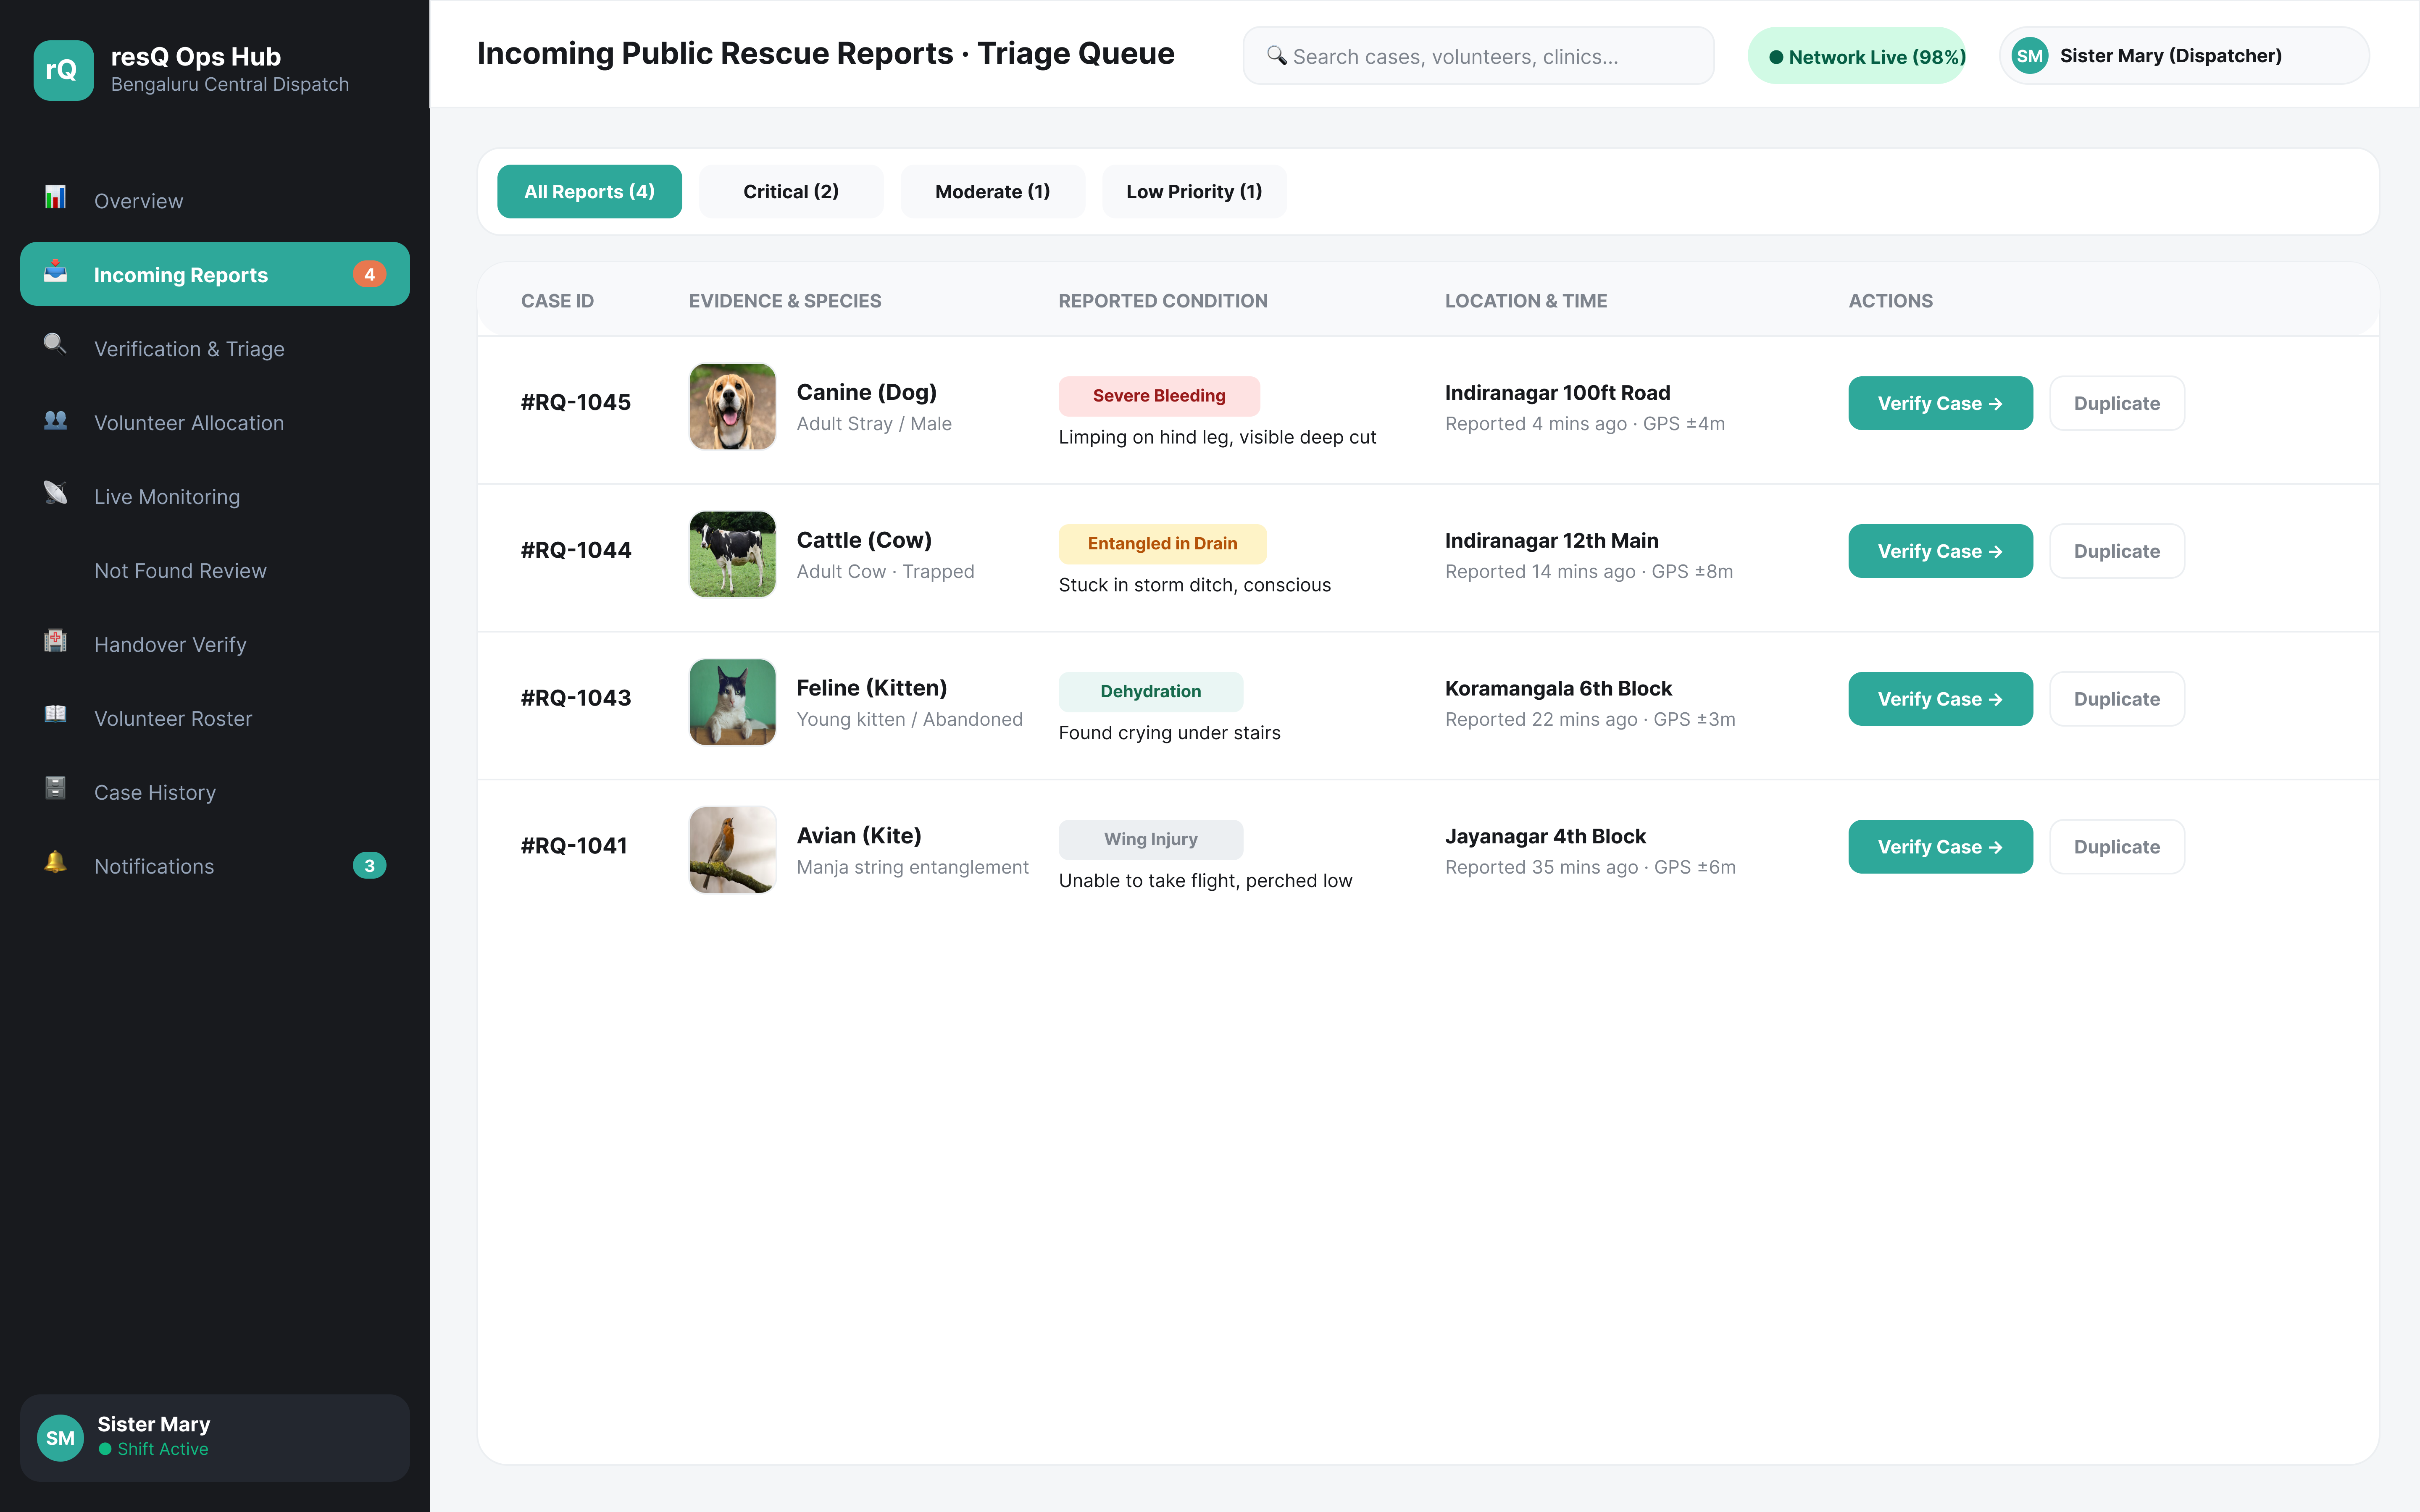 rQ
resQ Ops Hub
Bengaluru Central Dispatch
Overview
Incoming Reports 4
Verification & Triage
Volunteer Allocation
Live Monitoring
Not Found Review
Handover Verify
Volunteer Roster
Case History
Notifications 3
SM
Sister Mary
Shift Active
Incoming Public Rescue Reports · Triage Queue
Search cases, volunteers, clinics...
● Network Live (98%)
SM Sister Mary (Dispatcher)
All Reports (4) Critical (2) Moderate (1) Low Priority (1)
CASE ID EVIDENCE & SPECIES REPORTED CONDITION LOCATION & TIME ACTIONS
#RQ-1045
Canine (Dog)
Adult Stray / Male
Severe Bleeding
Limping on hind leg, visible deep cut
Indiranagar 100ft Road
Reported 4 mins ago · GPS ±4m
Verify Case → Duplicate
#RQ-1044
Cattle (Cow)
Adult Cow · Trapped
Entangled in Drain
Stuck in storm ditch, conscious
Indiranagar 12th Main
Reported 14 mins ago · GPS ±8m
Verify Case → Duplicate
#RQ-1043
Feline (Kitten)
Young kitten / Abandoned
Dehydration
Found crying under stairs
Koramangala 6th Block
Reported 22 mins ago · GPS ±3m
Verify Case → Duplicate
#RQ-1041
Avian (Kite)
Manja string entanglement
Wing Injury
Unable to take flight, perched low
Jayanagar 4th Block
Reported 35 mins ago · GPS ±6m
Verify Case → Duplicate